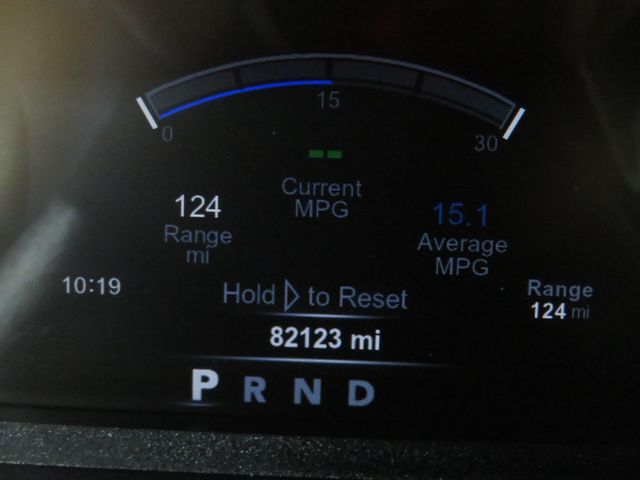 15
0
30
--
Current
MPG
124
Range
mi
15.1
Average
MPG
10:19
Hold ▷ to Reset
Range
124 mi
82123 mi
P R N D